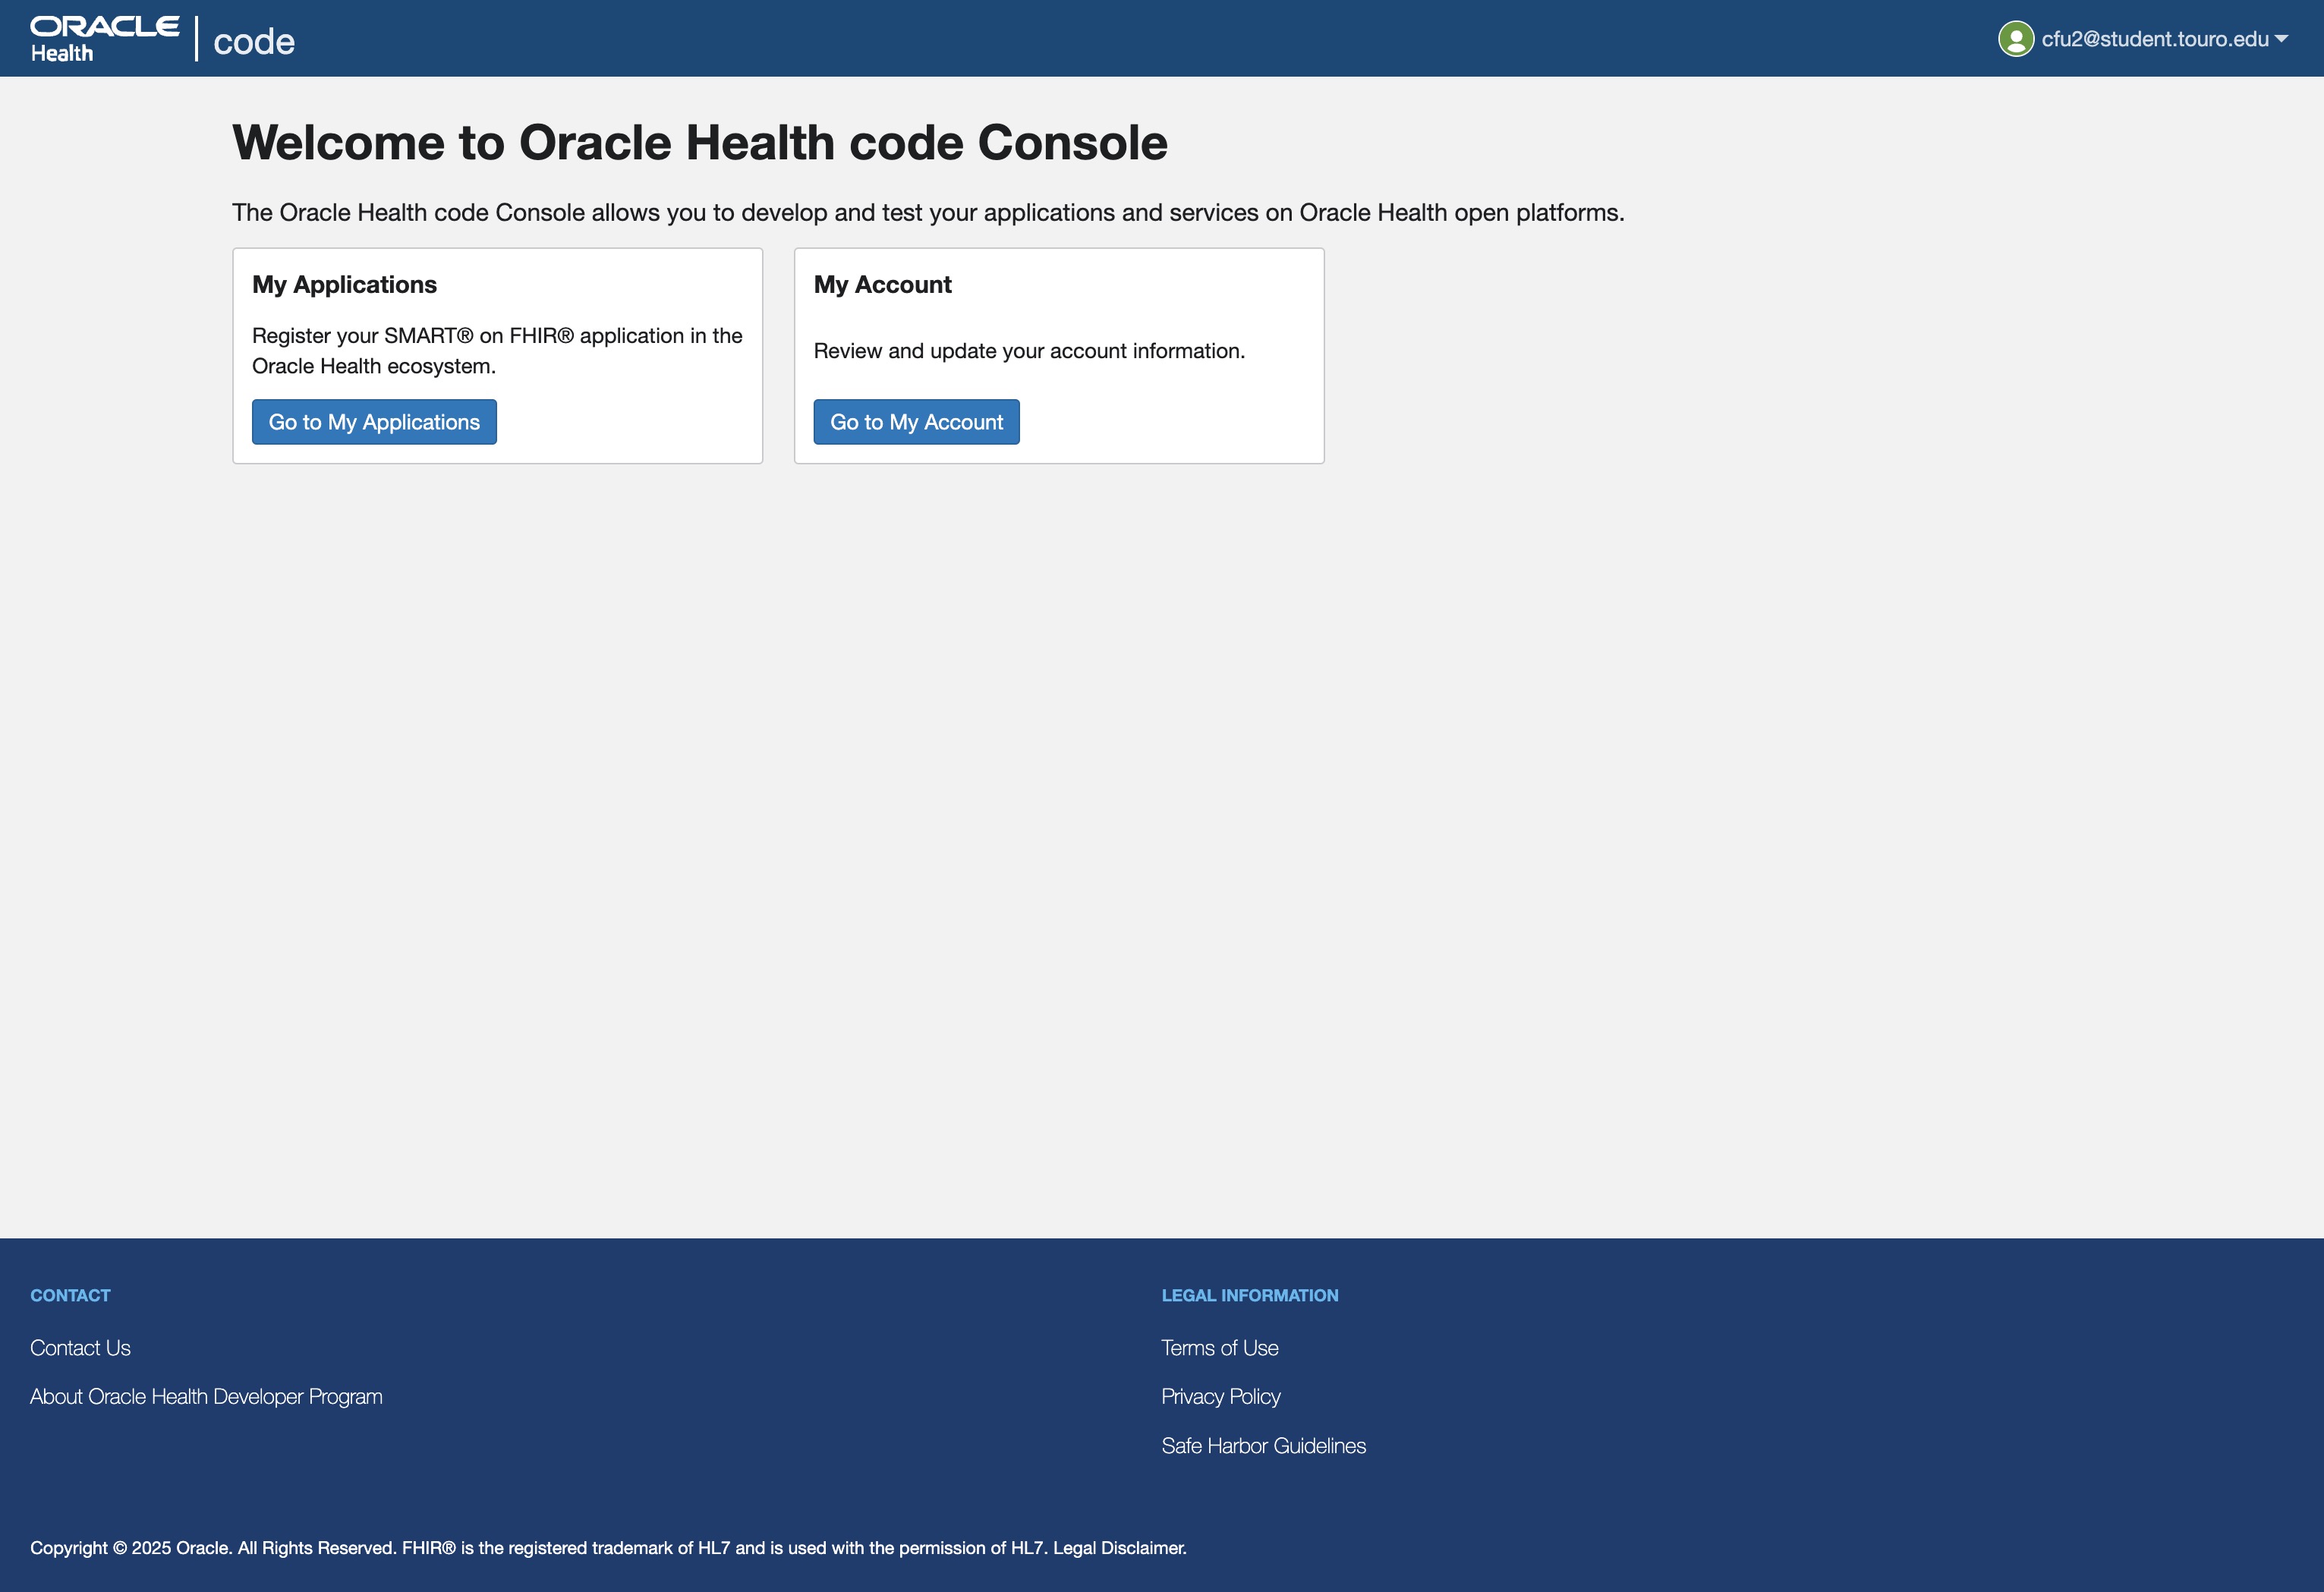 ORACLE
Health
code
cfu2@student.touro.edu
Welcome to Oracle Health code Console
The Oracle Health code Console allows you to develop and test your applications and services on Oracle Health open platforms.
My Applications
Register your SMART® on FHIR® application in the
Oracle Health ecosystem.
Go to My Applications
My Account
Review and update your account information.
Go to My Account
CONTACT
Contact Us
About Oracle Health Developer Program
LEGAL INFORMATION
Terms of Use
Privacy Policy
Safe Harbor Guidelines
Copyright © 2025 Oracle. All Rights Reserved. FHIR® is the registered trademark of HL7 and is used with the permission of HL7. Legal Disclaimer.